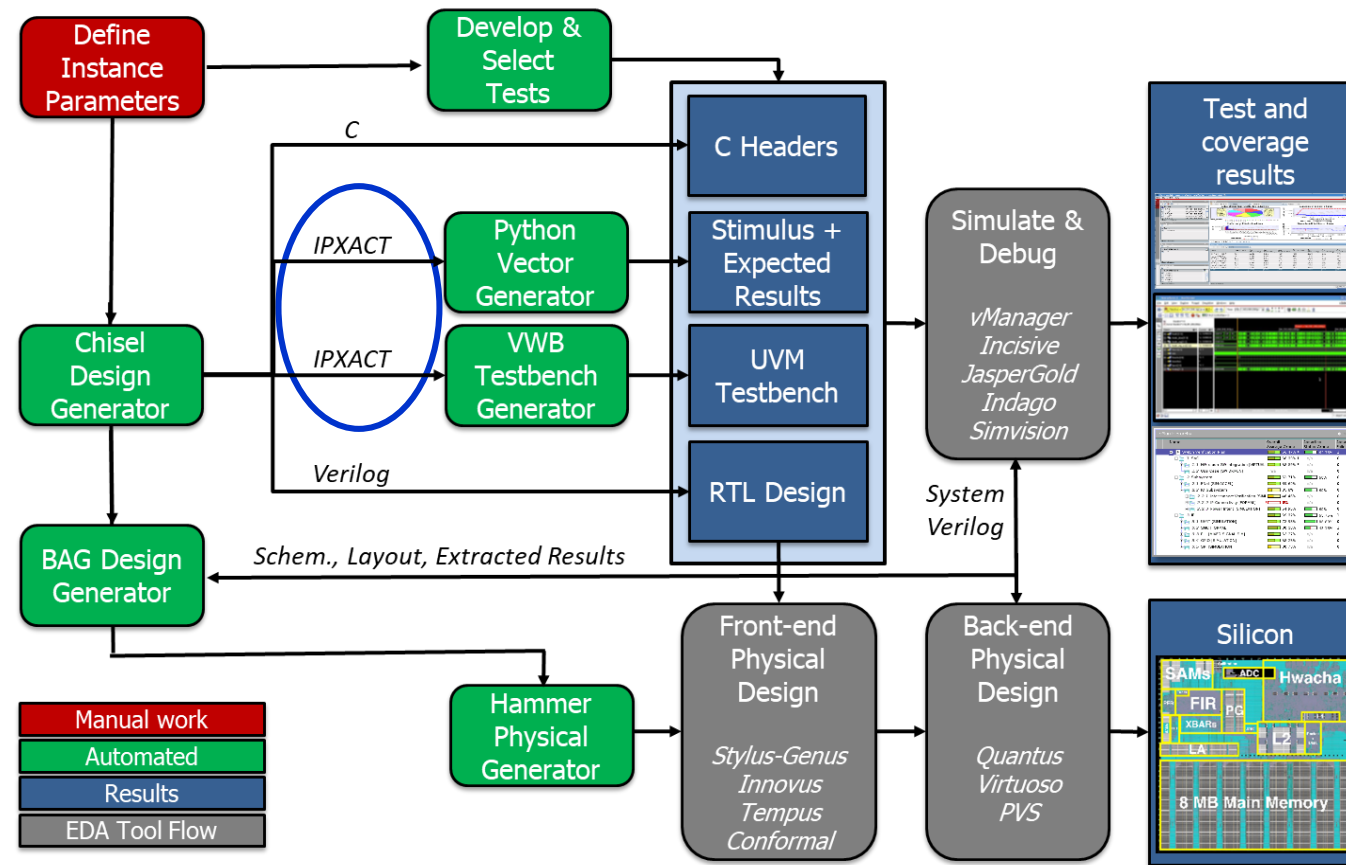 Define
Instance
Parameters
Develop &
Select
Tests
C
C Headers
IPXACT
Python
Vector
Generator
Stimulus +
Expected
Results
Chisel
Design
Generator
IPXACT
VWB
Testbench
Generator
UVM
Testbench
Verilog
RTL Design
Simulate &
Debug
vManager
Incisive
JasperGold
Indago
Simvision
Test and
coverage
results
System
Verilog
BAG Design
Generator
Schem., Layout, Extracted Results
Hammer
Physical
Generator
Front-end
Physical
Design
Stylus-Genus
Innovus
Tempus
Conformal
Back-end
Physical
Design
Quantus
Virtuoso
PVS
Silicon
SAMs
ADC
Hwacha
FIR
PG
XBARs
L2
LA
8 MB Main Memory
Manual work
Automated
Results
EDA Tool Flow